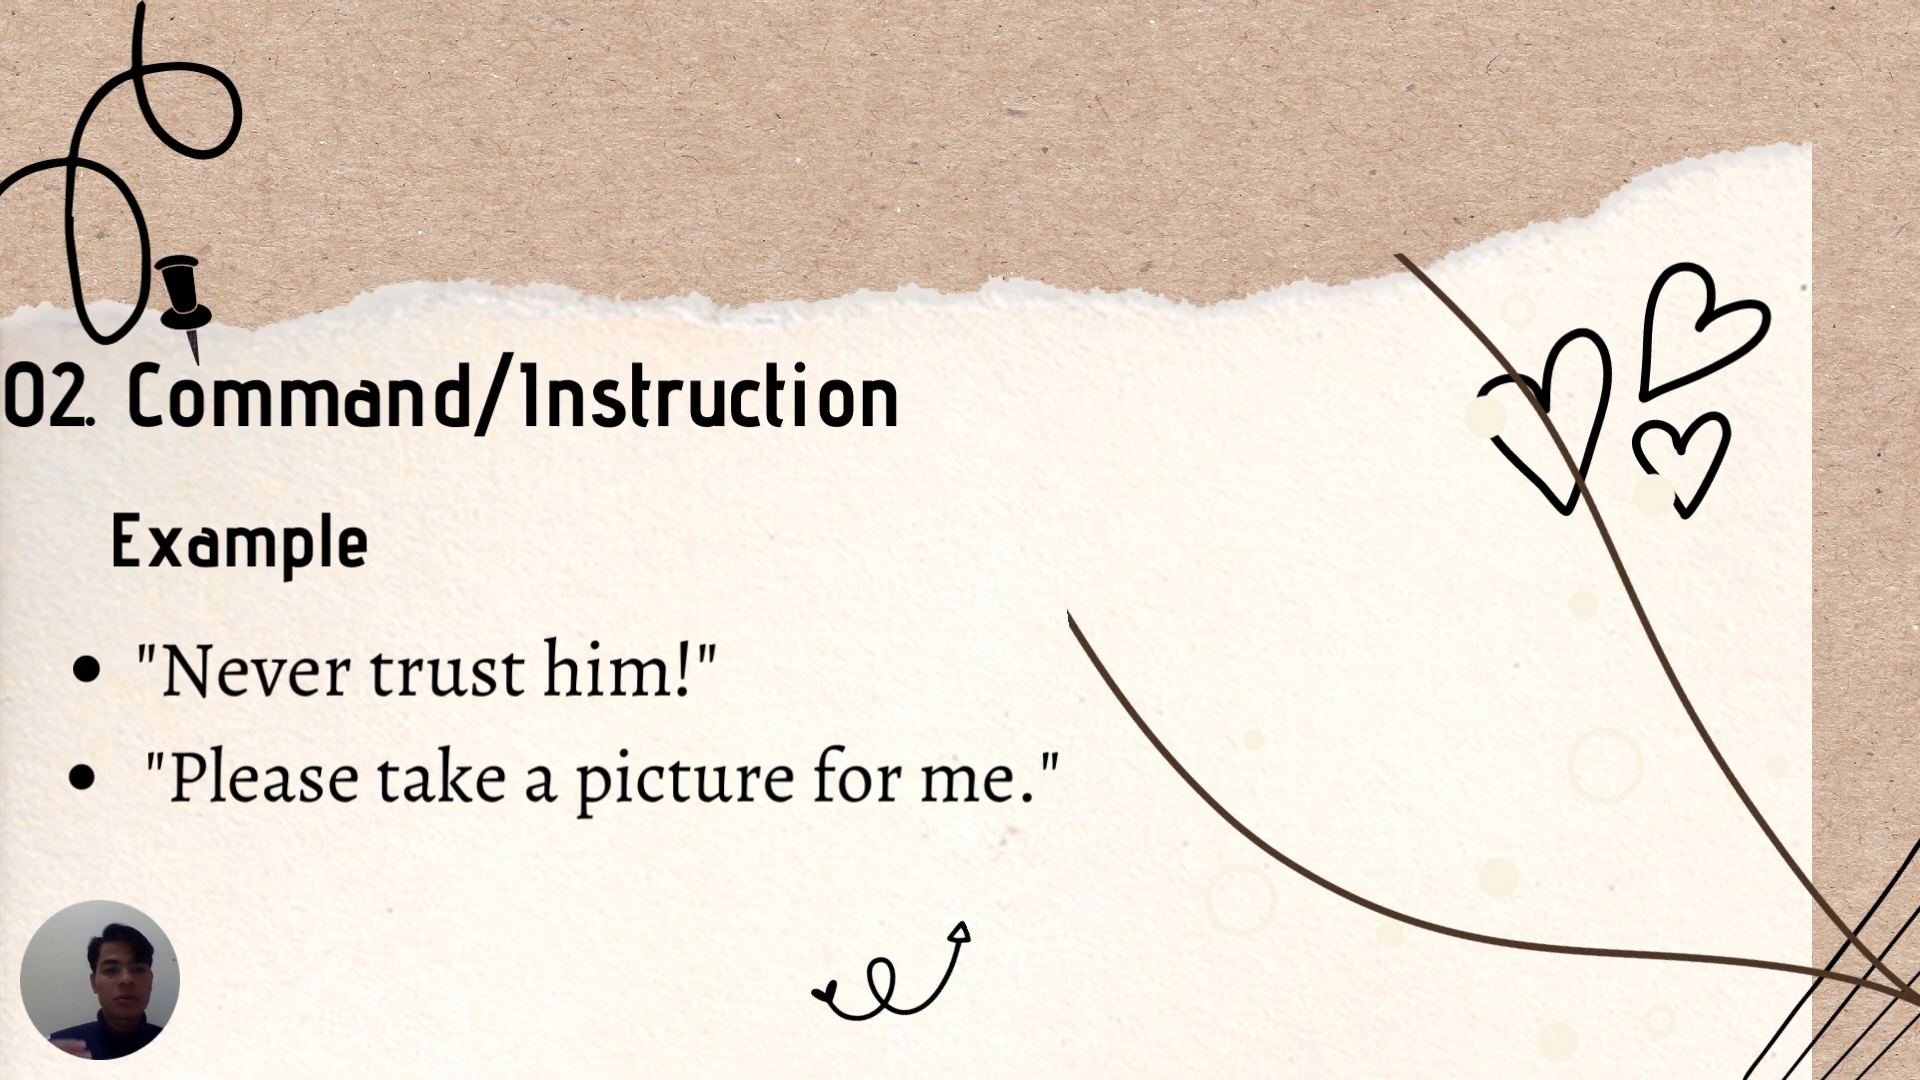 02. Command/Instruction
Example
• "Never trust him!"
• "Please take a picture for me."